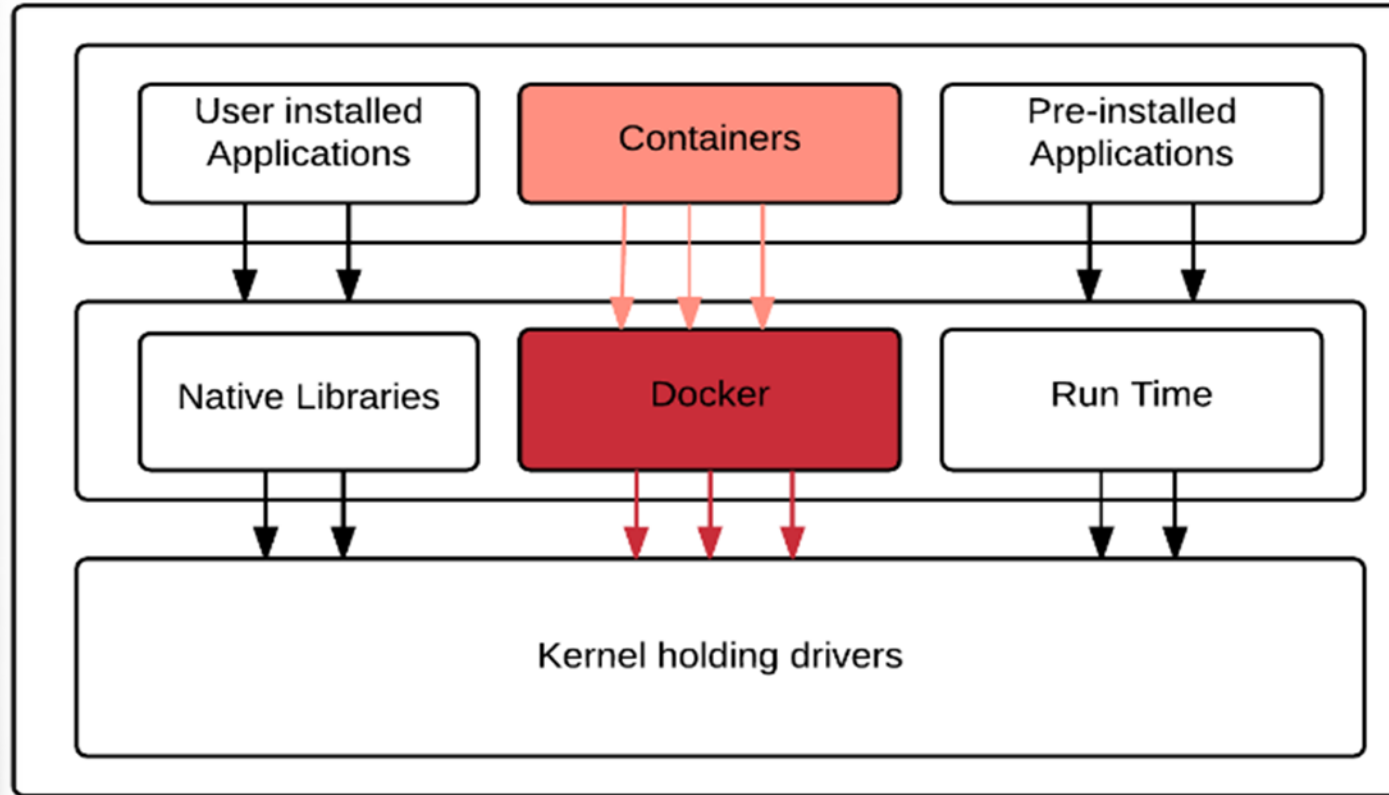 User installed
Applications
Containers
Pre-installed
Applications
Native Libraries
Docker
Run Time
Kernel holding drivers